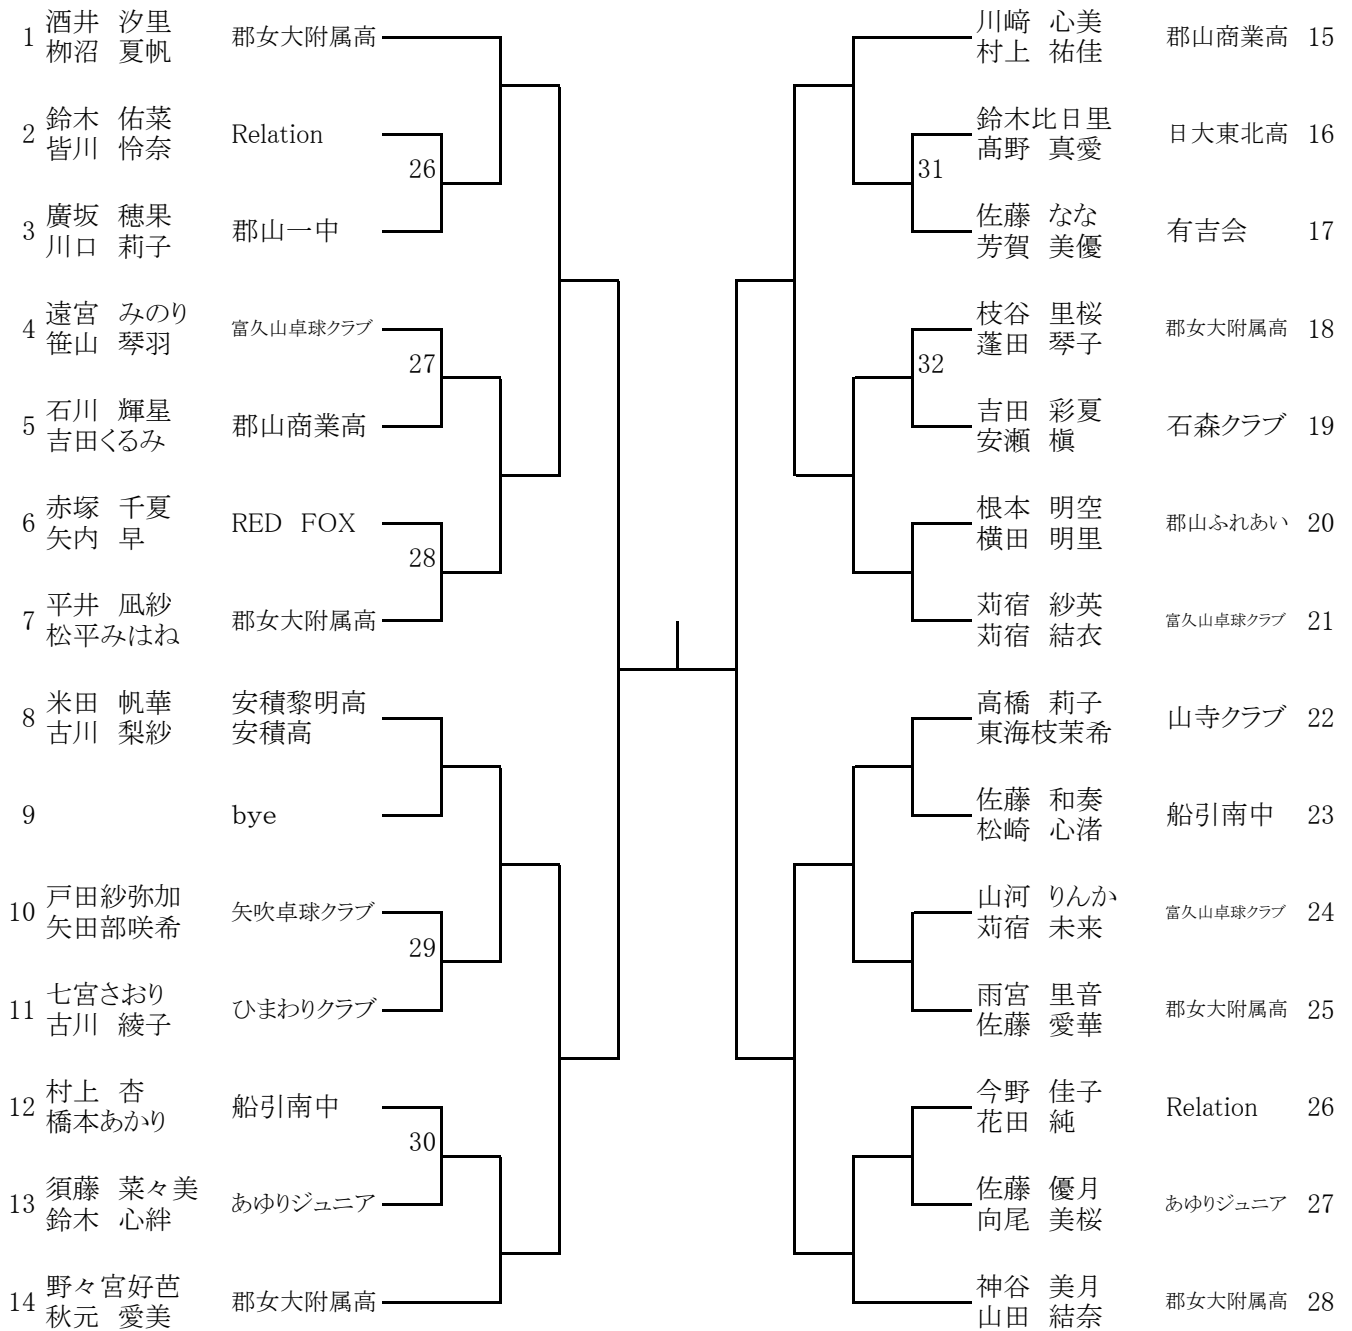 1 酒井 汐里 郡女大附属高
栁沼 夏帆
2 鈴木 佑菜 Relation
皆川 怜奈
26
3 廣坂 穂果 郡山一中
川口 莉子
4 遠宮 みのり 富久山卓球クラブ
笹山 琴羽
27
5 石川 輝星 郡山商業高
吉田くるみ
6 赤塚 千夏 RED FOX
矢内 早
28
7 平井 凪紗 郡女大附属高
松平みはね
8 米田 帆華 安積黎明高
古川 梨紗 安積高
9 bye
10 戸田紗弥加 矢吹卓球クラブ
矢田部咲希
29
11 七宮さおり ひまわりクラブ
古川 綾子
12 村上 杏 船引南中
橋本あかり
30
13 須藤 菜々美 あゆりジュニア
鈴木 心絆
14 野々宮好芭 郡女大附属高
秋元 愛美
川﨑 心美 郡山商業高 15
村上 祐佳
鈴木比日里 日大東北高 16
髙野 真愛
31
佐藤 なな 有吉会 17
芳賀 美優
枝谷 里桜 郡女大附属高 18
蓬田 琴子
32
吉田 彩夏 石森クラブ 19
安瀬 槇
根本 明空 郡山ふれあい 20
横田 明里
苅宿 紗英 富久山卓球クラブ 21
苅宿 結衣
高橋 莉子 山寺クラブ 22
東海枝茉希
佐藤 和奏 船引南中 23
松崎 心渚
山河 りんか 富久山卓球クラブ 24
苅宿 未来
雨宮 里音 郡女大附属高 25
佐藤 愛華
今野 佳子 Relation 26
花田 純
佐藤 優月 あゆりジュニア 27
向尾 美桜
神谷 美月 郡女大附属高 28
山田 結奈